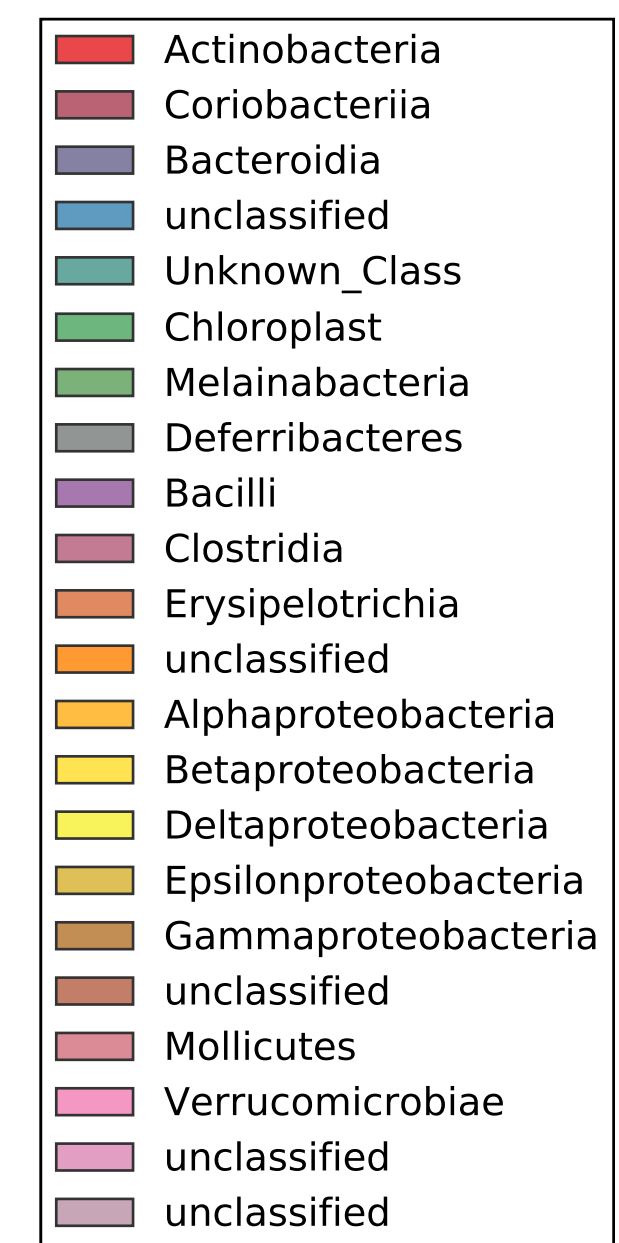 Actinobacteria
Coriobacteriia
Bacteroidia
unclassified
Unknown_Class
Chloroplast
Melainabacteria
Deferribacteres
Bacilli
Clostridia
Erysipelotrichia
unclassified
Alphaproteobacteria
Betaproteobacteria
Deltaproteobacteria
Epsilonproteobacteria
Gammaproteobacteria
unclassified
Mollicutes
Verrucomicrobiae
unclassified
unclassified